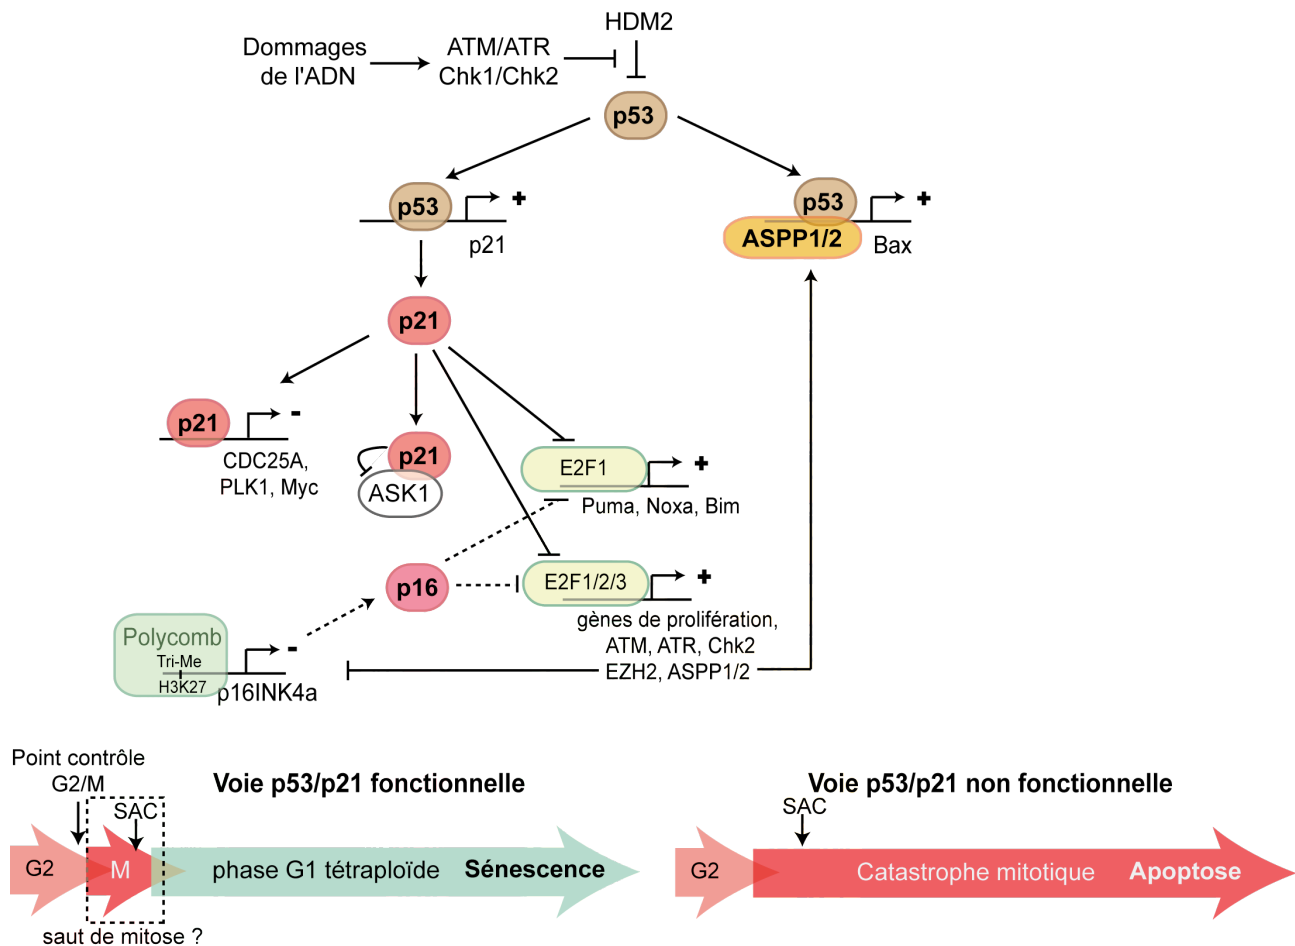 HDM2
Dommages
de l'ADN
ATM/ATR
Chk1/Chk2
p53
p53
+
p21
p53
+
ASPP1/2
Bax
p21
p21
-
CDC25A,
PLK1, Myc
p21
ASK1
E2F1
+
Puma, Noxa, Bim
p16
E2F1/2/3
+
gènes de prolifération,
ATM, ATR, Chk2
EZH2, ASPP1/2
Polycomb
Tri-Me
H3K27
-
p16INK4a
Point contrôle
G2/M
SAC
Voie p53/p21 fonctionnelle
G2
M
phase G1 tétraploïde
Sénescence
saut de mitose ?
Voie p53/p21 non fonctionnelle
SAC
G2
Catastrophe mitotique
Apoptose